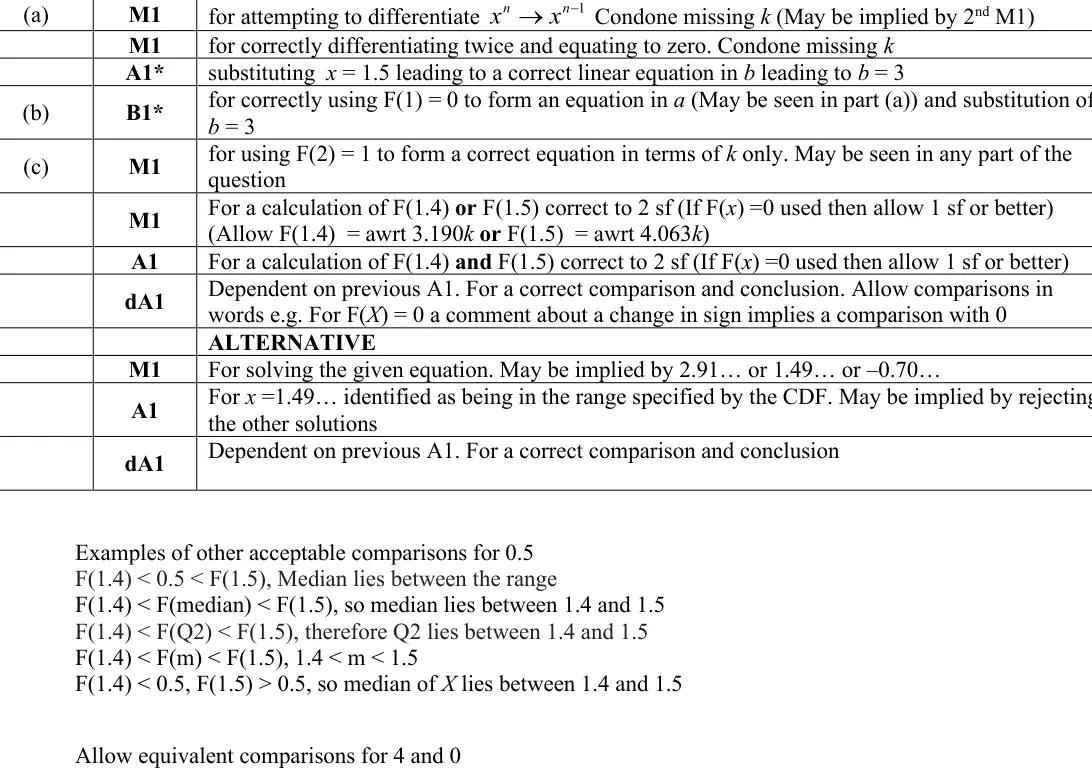 (a) M1 for attempting to differentiate xⁿ → xⁿ⁻¹ Condone missing k (May be implied by 2nd M1)
M1 for correctly differentiating twice and equating to zero. Condone missing k
A1* substituting x = 1.5 leading to a correct linear equation in b leading to b = 3
(b) B1* for correctly using F(1) = 0 to form an equation in a (May be seen in part (a)) and substitution of
b = 3
(c) M1 for using F(2) = 1 to form a correct equation in terms of k only. May be seen in any part of the
question
M1 For a calculation of F(1.4) or F(1.5) correct to 2 sf (If F(x) =0 used then allow 1 sf or better)
(Allow F(1.4) = awrt 3.190k or F(1.5) = awrt 4.063k)
A1 For a calculation of F(1.4) and F(1.5) correct to 2 sf (If F(x) =0 used then allow 1 sf or better)
dA1 Dependent on previous A1. For a correct comparison and conclusion. Allow comparisons in
words e.g. For F(X) = 0 a comment about a change in sign implies a comparison with 0
ALTERNATIVE
M1 For solving the given equation. May be implied by 2.91… or 1.49… or –0.70…
A1 For x =1.49… identified as being in the range specified by the CDF. May be implied by rejecting
the other solutions
dA1 Dependent on previous A1. For a correct comparison and conclusion
Examples of other acceptable comparisons for 0.5
F(1.4) < 0.5 < F(1.5), Median lies between the range
F(1.4) < F(median) < F(1.5), so median lies between 1.4 and 1.5
F(1.4) < F(Q2) < F(1.5), therefore Q2 lies between 1.4 and 1.5
F(1.4) < F(m) < F(1.5), 1.4 < m < 1.5
F(1.4) < 0.5, F(1.5) > 0.5, so median of X lies between 1.4 and 1.5
Allow equivalent comparisons for 4 and 0